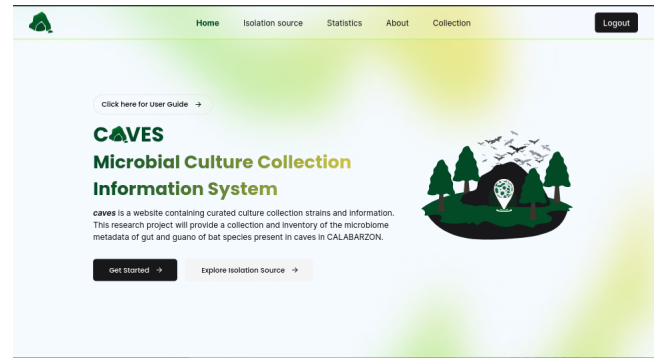 Home Isolation source Statistics About Collection Logout
Click here for User Guide →
CAVES
Microbial Culture Collection
Information System
caves is a website containing curated culture collection strains and information.
This research project will provide a collection and inventory of the microbiome
metadata of gut and guano of bat species present in caves in CALABARZON.
Get Started → Explore Isolation Source →